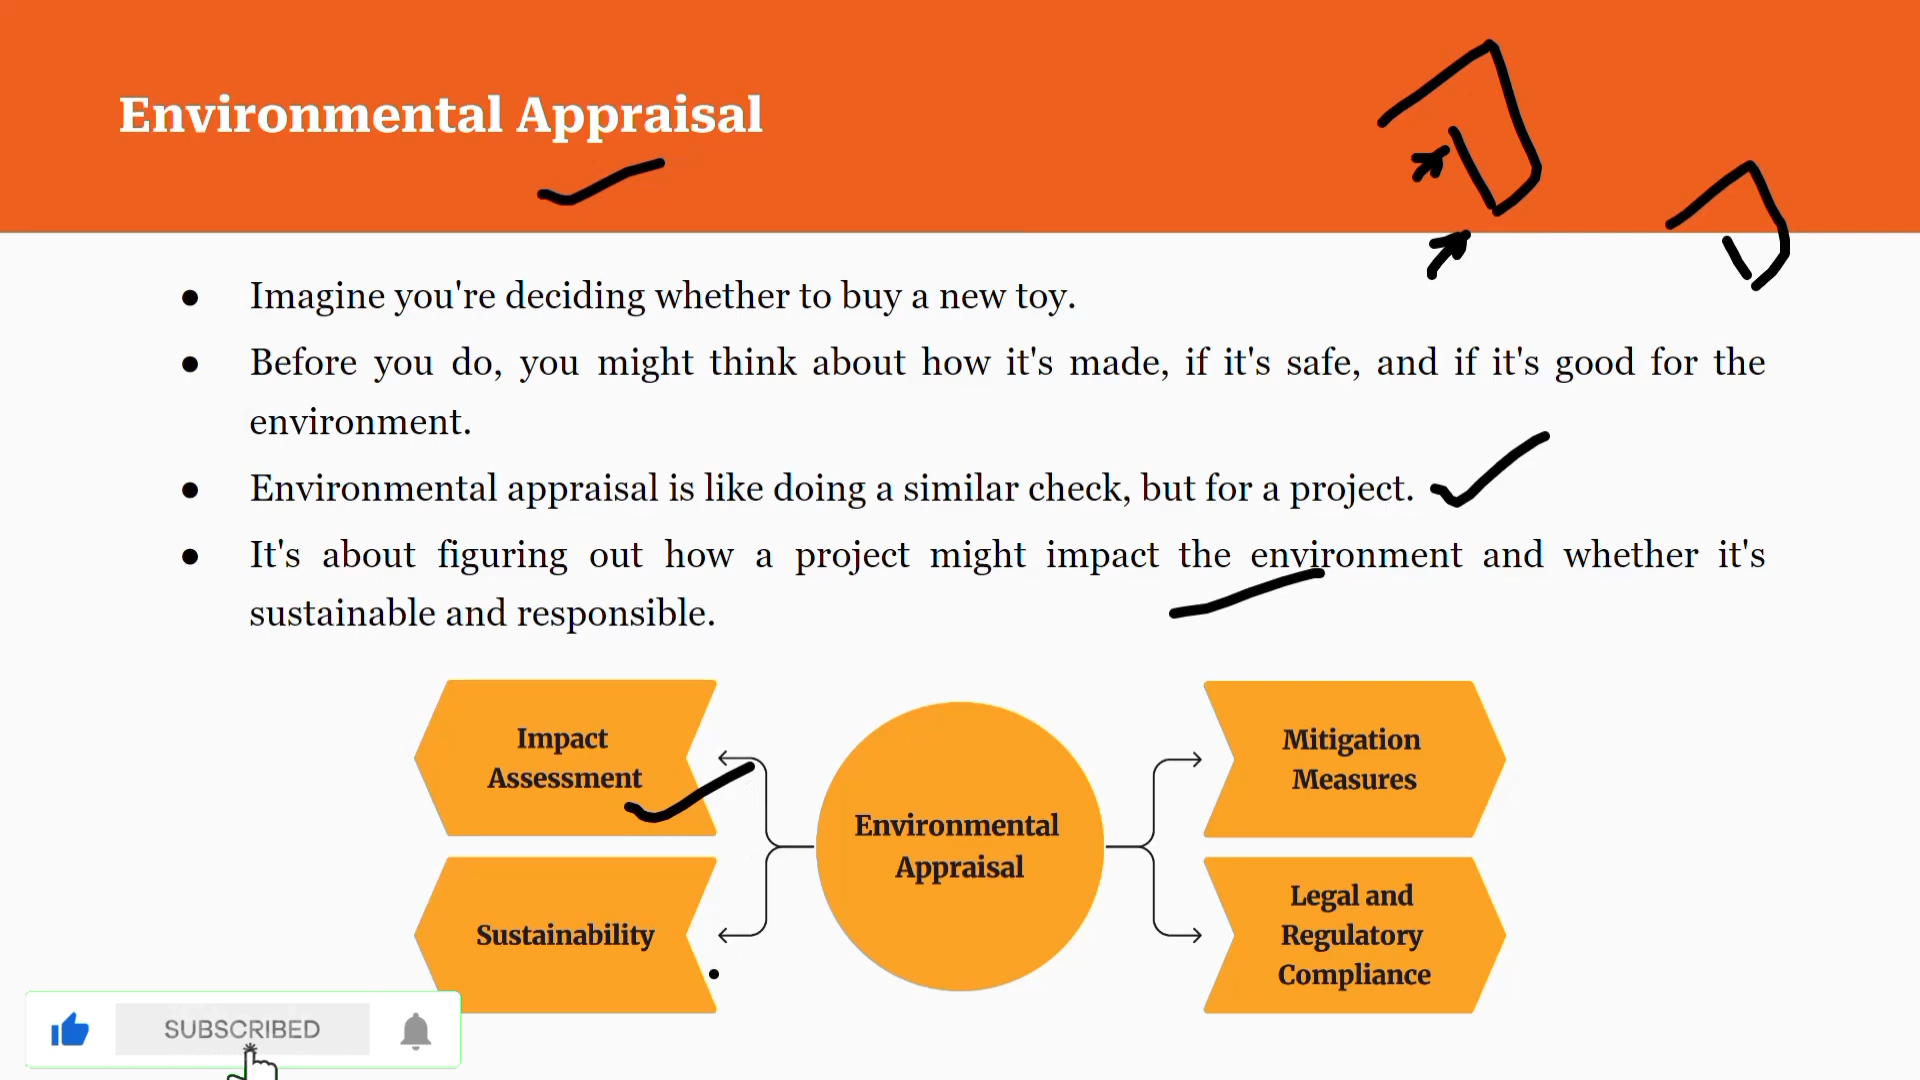 Environmental Appraisal
● Imagine you're deciding whether to buy a new toy.
● Before you do, you might think about how it's made, if it's safe, and if it's good for the
environment.
● Environmental appraisal is like doing a similar check, but for a project.
● It's about figuring out how a project might impact the environment and whether it's
sustainable and responsible.
Impact
Assessment
Sustainability
Environmental
Appraisal
Mitigation
Measures
Legal and
Regulatory
Compliance
SUBSCRIBED